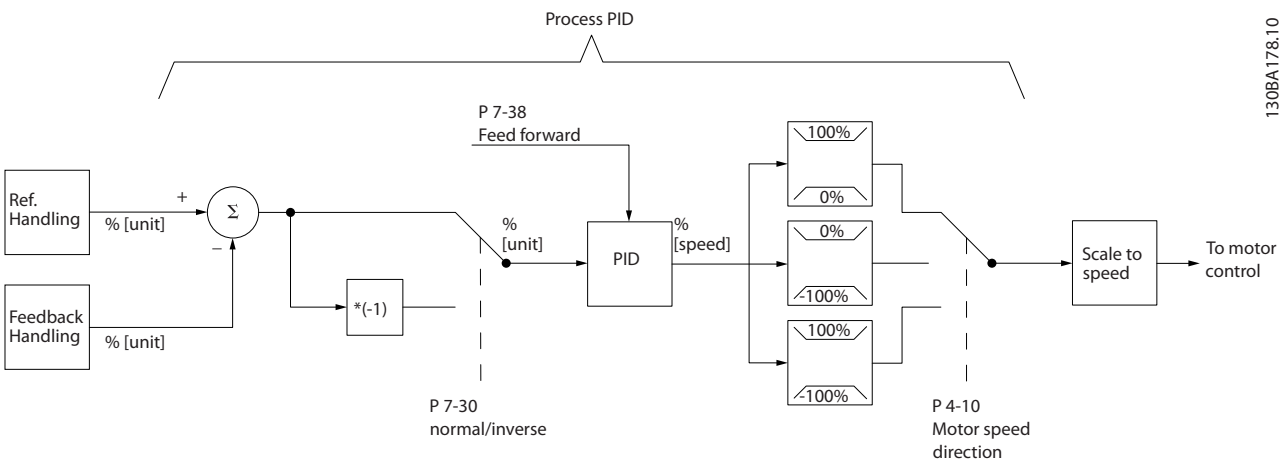 Process PID
130BA178.10
P 7-38
Feed forward
100%
0%
Ref.
Handling
% [unit]
+
Σ
–
%
[unit]
PID
%
[speed]
0%
-100%
Scale to
speed
To motor
control
*(-1)
Feedback
Handling
% [unit]
100%
-100%
P 7-30
normal/inverse
P 4-10
Motor speed
direction